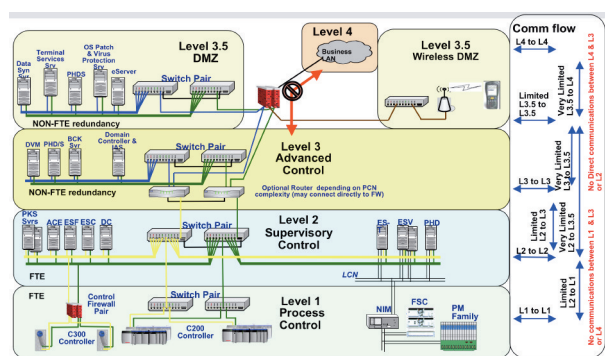 Level 3.5
DMZ
Data
Syn
Srv
Terminal
Services
Srv
PHDS
OS Patch
& Virus
Protection
Srv
eServer
Switch Pair
NON-FTE redundancy
Level 4
Business
LAN
Level 3.5
Wireless DMZ
Comm flow
L4 to L4
Limited
L3.5 to
L3.5
Very Limited
L3.5 to L4
No Direct communications between L4 & L3
or L2
Level 3
Advanced
Control
DVM
PHD/S
BCK
Svr
Domain
Controller &
Switch
Pair
NON-FTE redundancy
Optional Router depending on PCN
complexity (may connect directly to FW)
L3 to L3
Very Limited
L3 to L3.5
Level 2
Supervisory
Control
PKS
Svrs
ACE
ESF
ESC
DC
Switch Pair
ES-
ESV
PHD
FTE
LCN
L2 to L2
Limited
L2 to L3
Very Limited
L2 to L3.5
Level 1
Process
Control
FTE
Control
Firewall
Pair
Switch Pair
C300
Controller
C200
Controller
NIM
FSC
PM
Family
L1 to L1
Limited
L2 to L1
No communications between L1 & L3
or L4